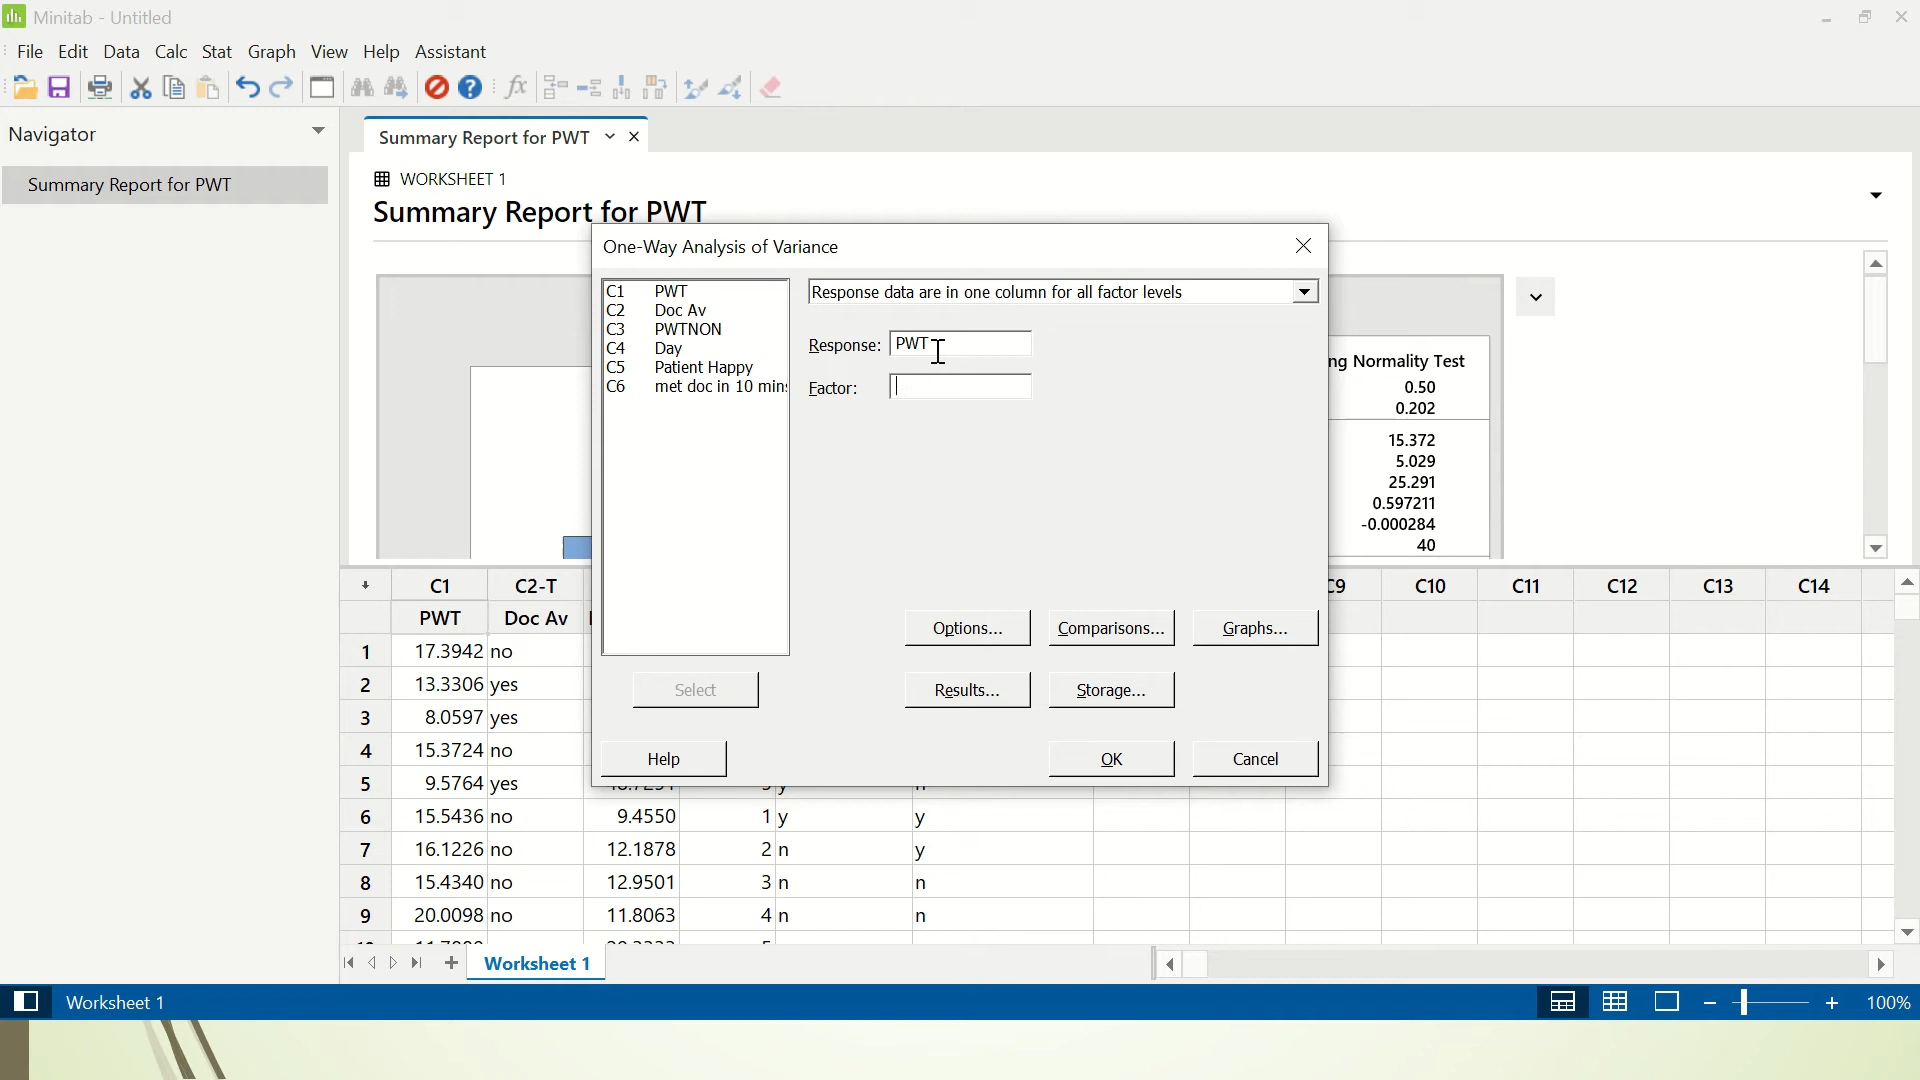 Minitab - Untitled
File Edit Data Calc Stat Graph View Help Assistant
Navigator
Summary Report for PWT
Summary Report for PWT
WORKSHEET 1
Summary Report for PWT
One-Way Analysis of Variance
C1 PWT
C2 Doc Av
C3 PWTNON
C4 Day
C5 Patient Happy
C6 met doc in 10 mins
Response data are in one column for all factor levels
Response: PWT
Factor:
Options... Comparisons... Graphs...
Select Results... Storage...
Help OK Cancel
ng Normality Test
0.50
0.202
15.372
5.029
25.291
0.597211
-0.000284
40
C1 C2-T C9 C10 C11 C12 C13 C14
PWT Doc Av
1 17.3942 no
2 13.3306 yes
3 8.0597 yes
4 15.3724 no
5 9.5764 yes
6 15.5436 no 9.4550 1 y y
7 16.1226 no 12.1878 2 n y
8 15.4340 no 12.9501 3 n n
9 20.0098 no 11.8063 4 n n
Worksheet 1
Worksheet 1 100%